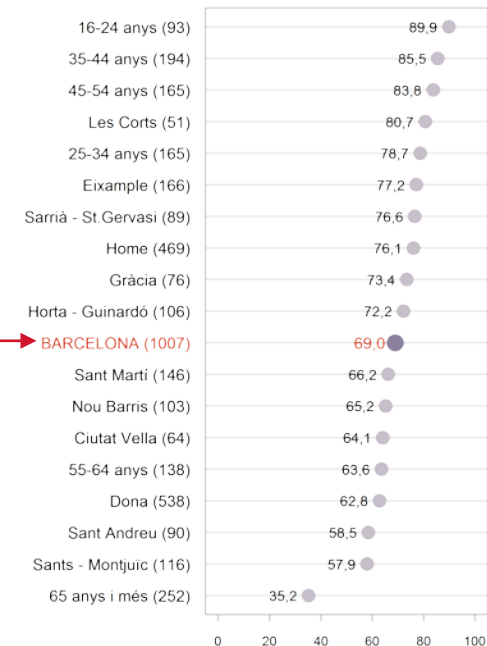 16-24 anys (93) 89,9
35-44 anys (194) 85,5
45-54 anys (165) 83,8
Les Corts (51) 80,7
25-34 anys (165) 78,7
Eixample (166) 77,2
Sarrià - St.Gervasi (89) 76,6
Home (469) 76,1
Gràcia (76) 73,4
Horta - Guinardó (106) 72,2
BARCELONA (1007) 69,0
Sant Martí (146) 66,2
Nou Barris (103) 65,2
Ciutat Vella (64) 64,1
55-64 anys (138) 63,6
Dona (538) 62,8
Sant Andreu (90) 58,5
Sants - Montjuïc (116) 57,9
65 anys i més (252) 35,2
0 20 40 60 80 100